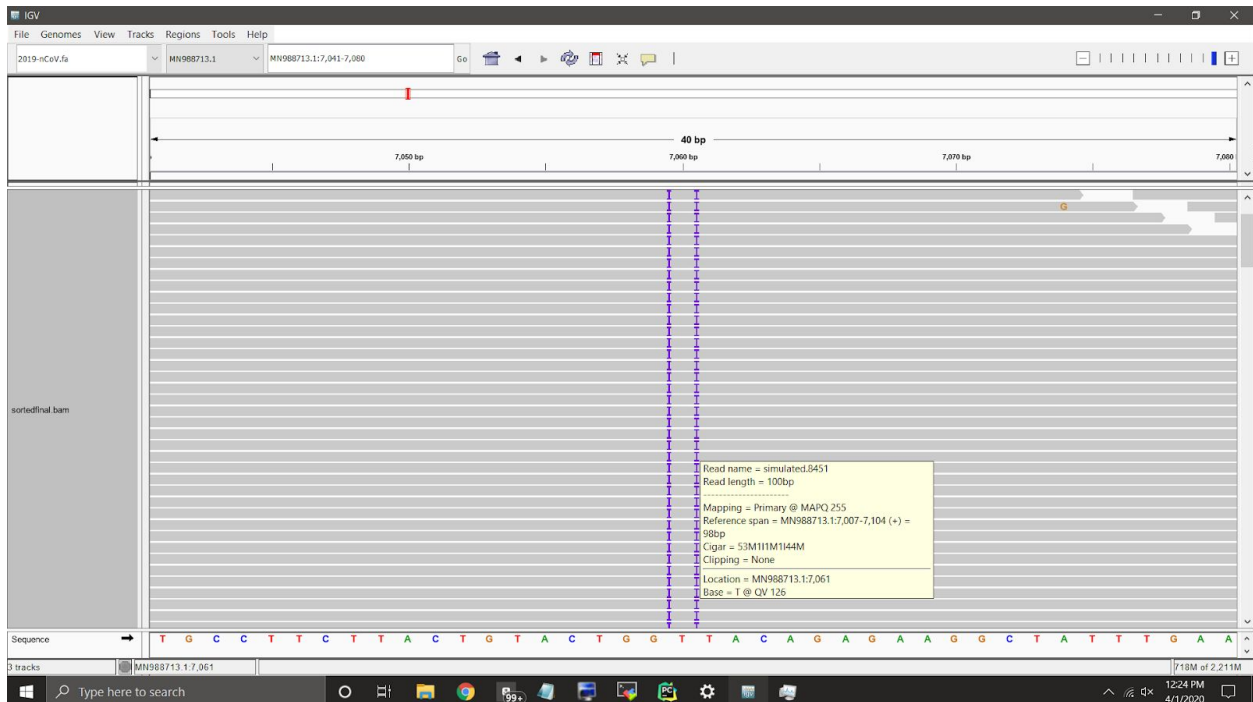 IGV
File Genomes View Tracks Regions Tools Help
2019-nCoV.fa MN988713.1 MN988713.1:7,041-7,080 Go
40 bp
7,050 bp 7,060 bp 7,070 bp 7,080
G
sortedfinal.bam
Read name = simulated.8451
Read length = 100bp
----------------------
Mapping = Primary @ MAPQ 255
Reference span = MN988713.1:7,007-7,104 (+) =
98bp
Cigar = 53M1I1M1I44M
Clipping = None
Location = MN988713.1:7,061
Base = T @ QV 126
Sequence T G C C T T C T T A C T G T A C T G G T T A C A G A G A A G G C T A T T T G A A
3 tracks MN988713.1:7,061 718M of 2,211M
Type here to search 99+ PC 12:24 PM
4/1/2020